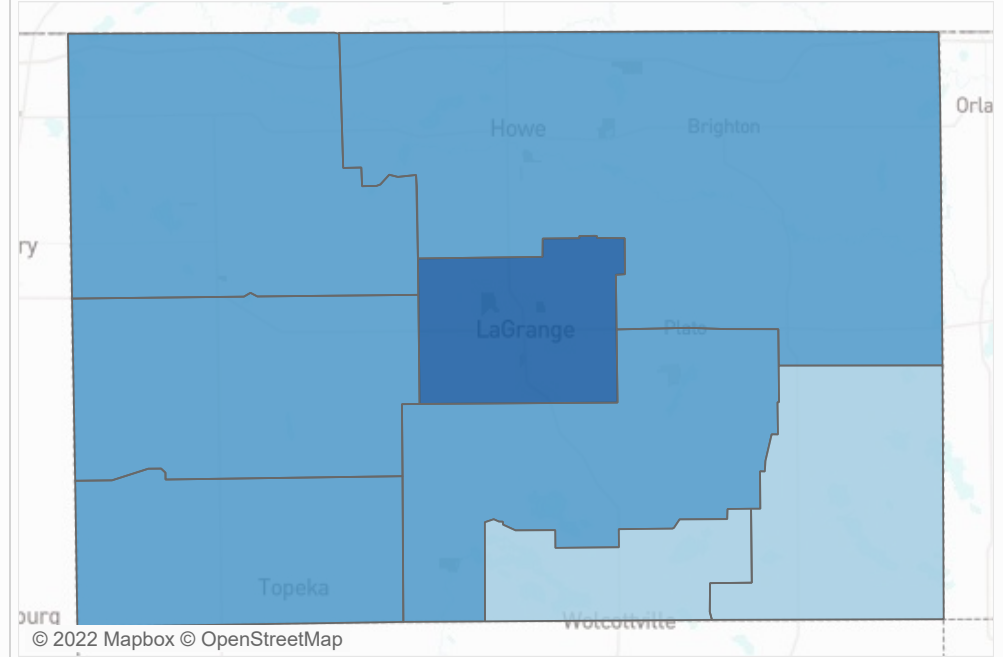 Orla
Howe
Brighton
ry
LaGrange
Plato
Topeka
burg
Wolcottville
© 2022 Mapbox © OpenStreetMap